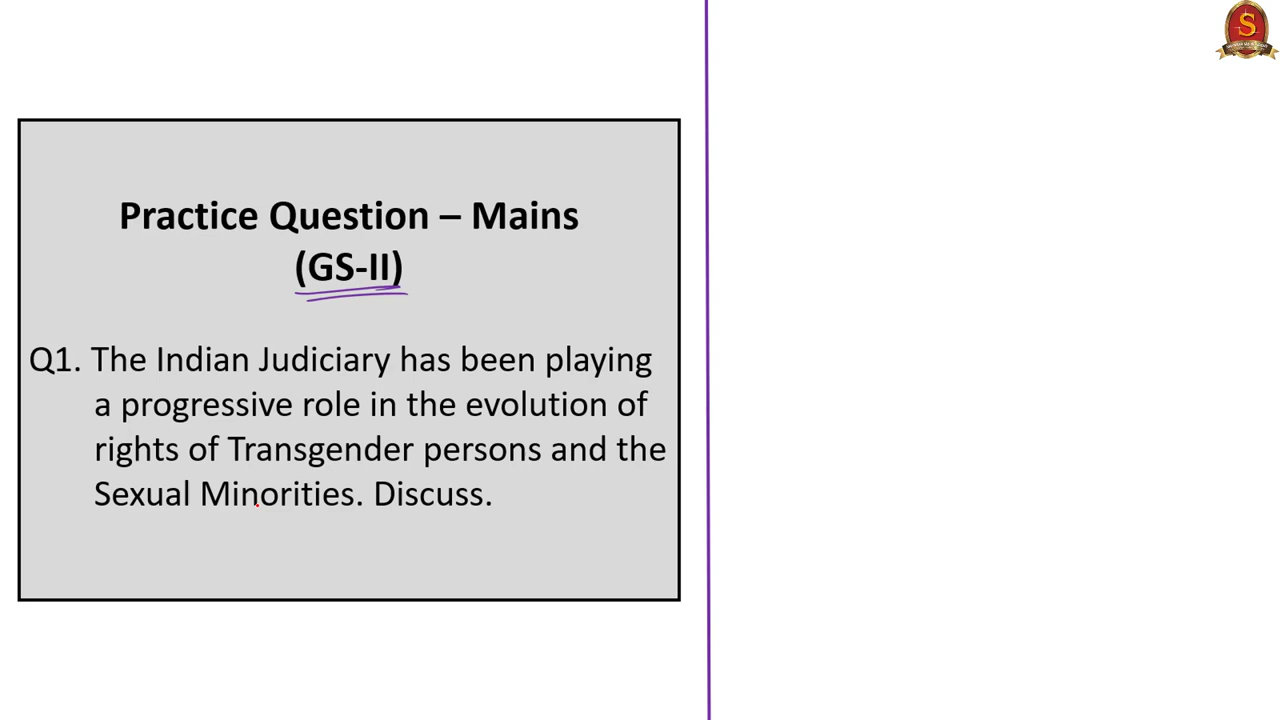 Practice Question – Mains
(GS-II)
Q1. The Indian Judiciary has been playing
a progressive role in the evolution of
rights of Transgender persons and the
Sexual Minorities. Discuss.
S